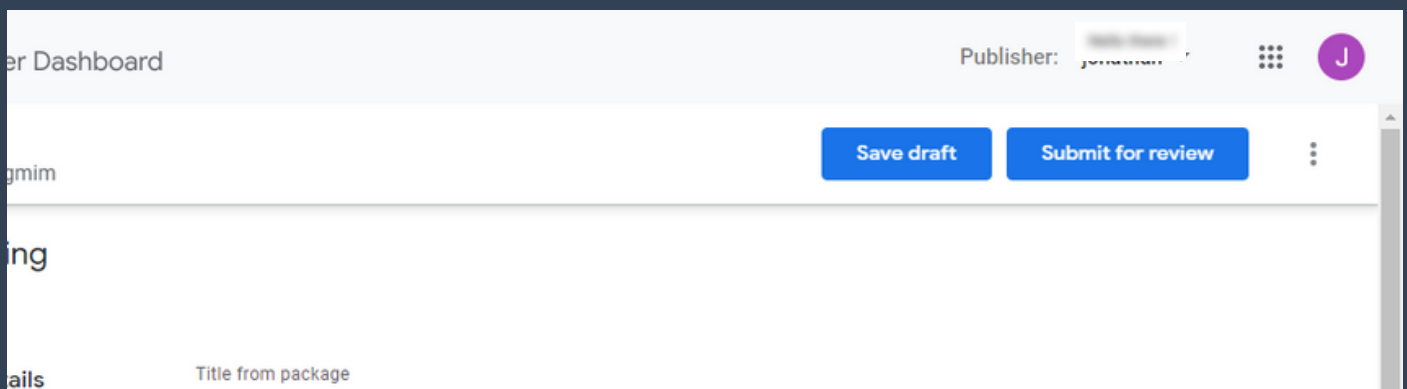 er Dashboard
Publisher:
J
Save draft
Submit for review
gmim
ing
ails
Title from package